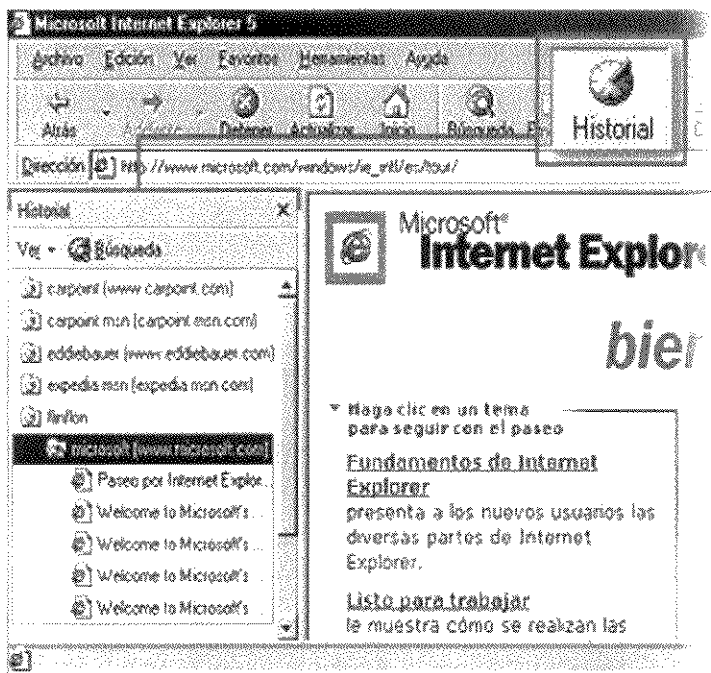 Microsoft Internet Explorer 5
Archivo Edición Ver Favoritos Herramientas Ayuda
Atrás Detener Actualizar Inicio Búsqueda
Historial
Dirección http://www.microsoft.com/windows/ie_intl/es/tour/
Historial
Ver Búsqueda
carpoint (www.carpoint.com)
carpoint msn (carpoint.msn.com)
eddiebauer (www.eddiebauer.com)
expedia msn (expedia.msn.com)
flinflon
microsoft (www.microsoft.com)
Paseo por Internet Explor...
Welcome to Microsoft's ...
Welcome to Microsoft's ...
Welcome to Microsoft's ...
Welcome to Microsoft's ...
Microsoft®
Internet Explore
bien
Haga clic en un tema
para seguir con el paseo
Fundamentos de Internet
Explorer
presenta a los nuevos usuarios las
diversas partes de Internet
Explorer.
Listo para trabajar
le muestra cómo se realizan las